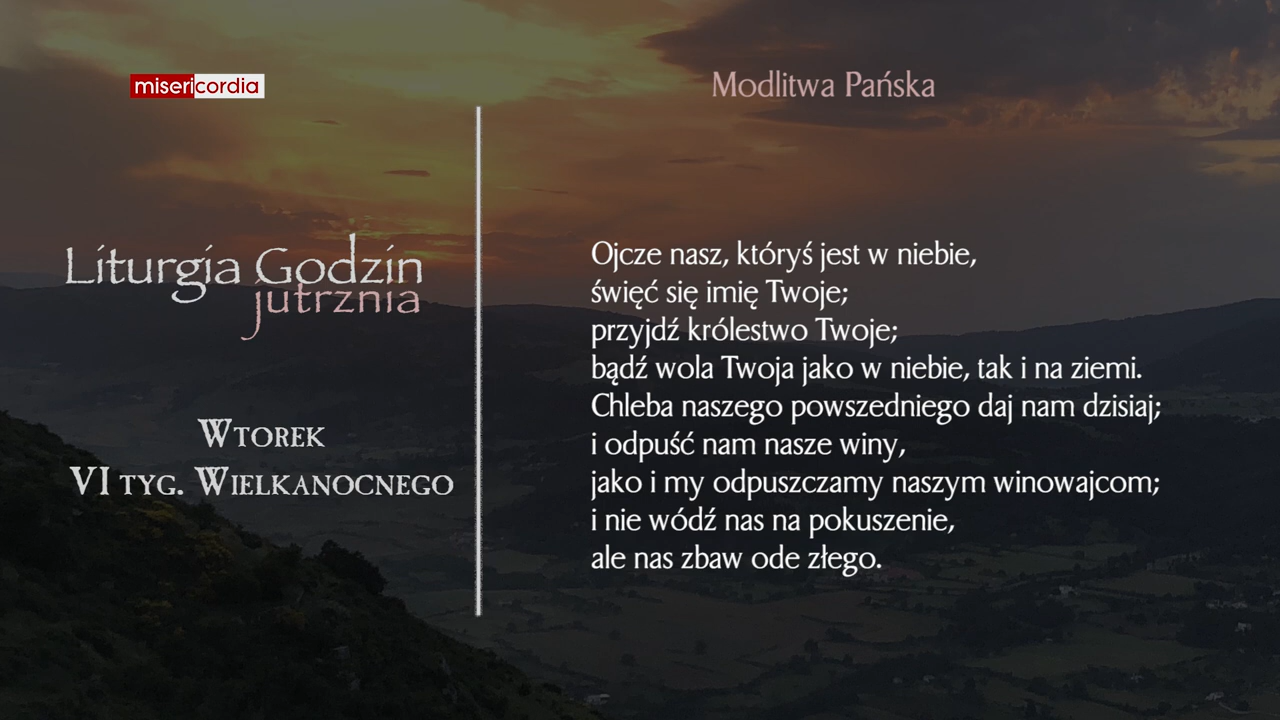 misericordia
Liturgia Godzin
jutrznia
Wtorek
VI tyg. Wielkanocnego
Modlitwa Pańska
Ojcze nasz, któryś jest w niebie,
święć się imię Twoje;
przyjdź królestwo Twoje;
bądź wola Twoja jako w niebie, tak i na ziemi.
Chleba naszego powszedniego daj nam dzisiaj;
i odpuść nam nasze winy,
jako i my odpuszczamy naszym winowajcom;
i nie wódź nas na pokuszenie,
ale nas zbaw ode złego.